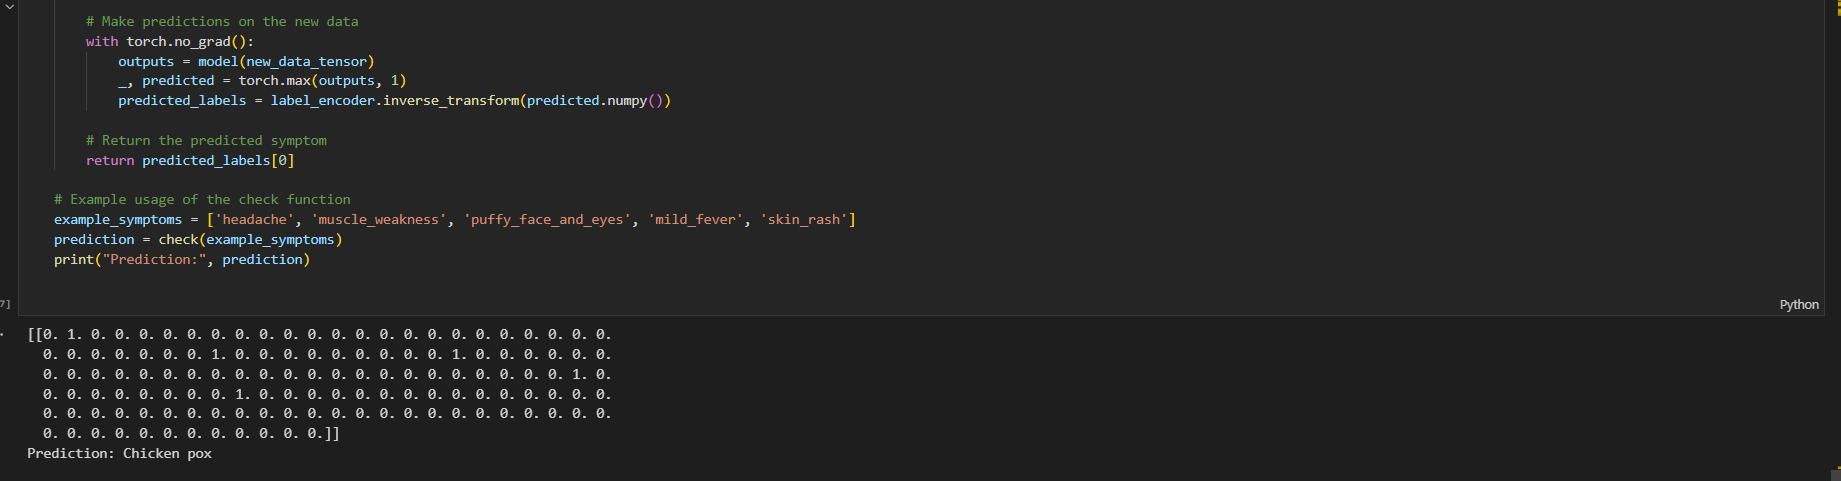 # Make predictions on the new data
with torch.no_grad():
outputs = model(new_data_tensor)
_, predicted = torch.max(outputs, 1)
predicted_labels = label_encoder.inverse_transform(predicted.numpy())
# Return the predicted symptom
return predicted_labels[0]
# Example usage of the check function
example_symptoms = ['headache', 'muscle_weakness', 'puffy_face_and_eyes', 'mild_fever', 'skin_rash']
prediction = check(example_symptoms)
print("Prediction:", prediction)
7]
Python
[[0. 1. 0. 0. 0. 0. 0. 0. 0. 0. 0. 0. 0. 0. 0. 0. 0. 0. 0. 0. 0. 0. 0. 0.
0. 0. 0. 0. 0. 0. 0. 1. 0. 0. 0. 0. 0. 0. 0. 0. 0. 1. 0. 0. 0. 0. 0. 0.
0. 0. 0. 0. 0. 0. 0. 0. 0. 0. 0. 0. 0. 0. 0. 0. 0. 0. 0. 0. 0. 0. 1. 0.
0. 0. 0. 0. 0. 0. 0. 0. 1. 0. 0. 0. 0. 0. 0. 0. 0. 0. 0. 0. 0. 0. 0. 0.
0. 0. 0. 0. 0. 0. 0. 0. 0. 0. 0. 0. 0. 0. 0. 0. 0. 0. 0. 0. 0. 0. 0. 0.
0. 0. 0. 0. 0. 0. 0. 0. 0. 0. 0. 0.]]
Prediction: Chicken pox